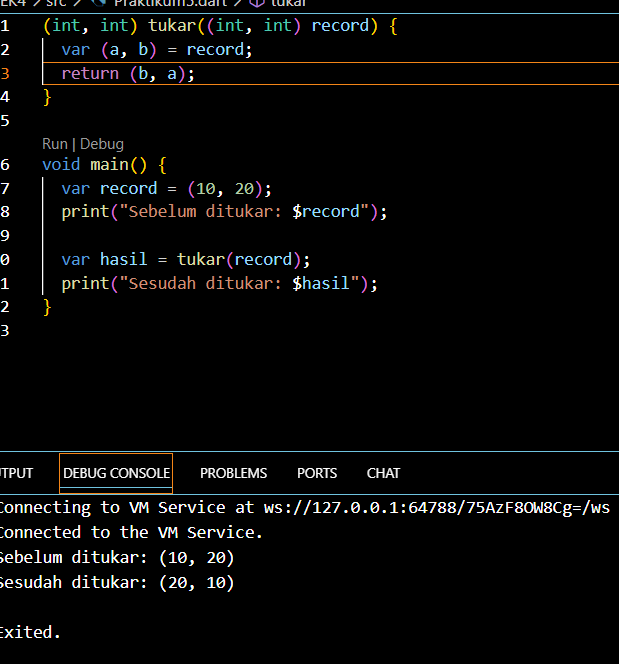 EK4 > src > Praktikum5.dart > tukar
1 (int, int) tukar((int, int) record) {
2 var (a, b) = record;
3 return (b, a);
4 }
5
Run | Debug
6 void main() {
7 var record = (10, 20);
8 print("Sebelum ditukar: $record");
9
0 var hasil = tukar(record);
1 print("Sesudah ditukar: $hasil");
2 }
3
UTPUT DEBUG CONSOLE PROBLEMS PORTS CHAT
Connecting to VM Service at ws://127.0.0.1:64788/75AzF8OW8Cg=/ws
Connected to the VM Service.
Sebelum ditukar: (10, 20)
Sesudah ditukar: (20, 10)
Exited.